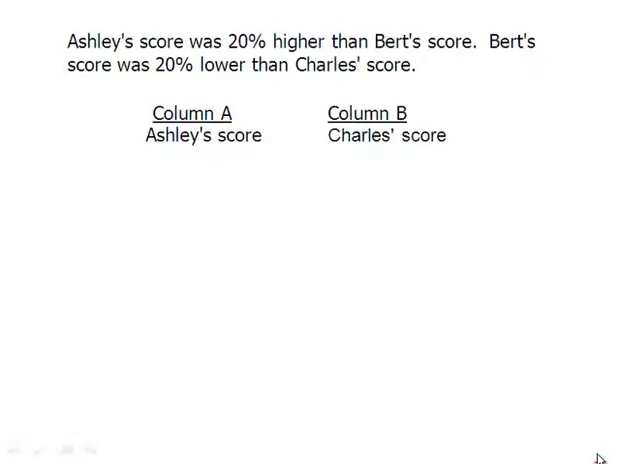 Ashley's score was 20% higher than Bert's score.  Bert's
score was 20% lower than Charles' score.
Column A Column B
Ashley's score Charles' score